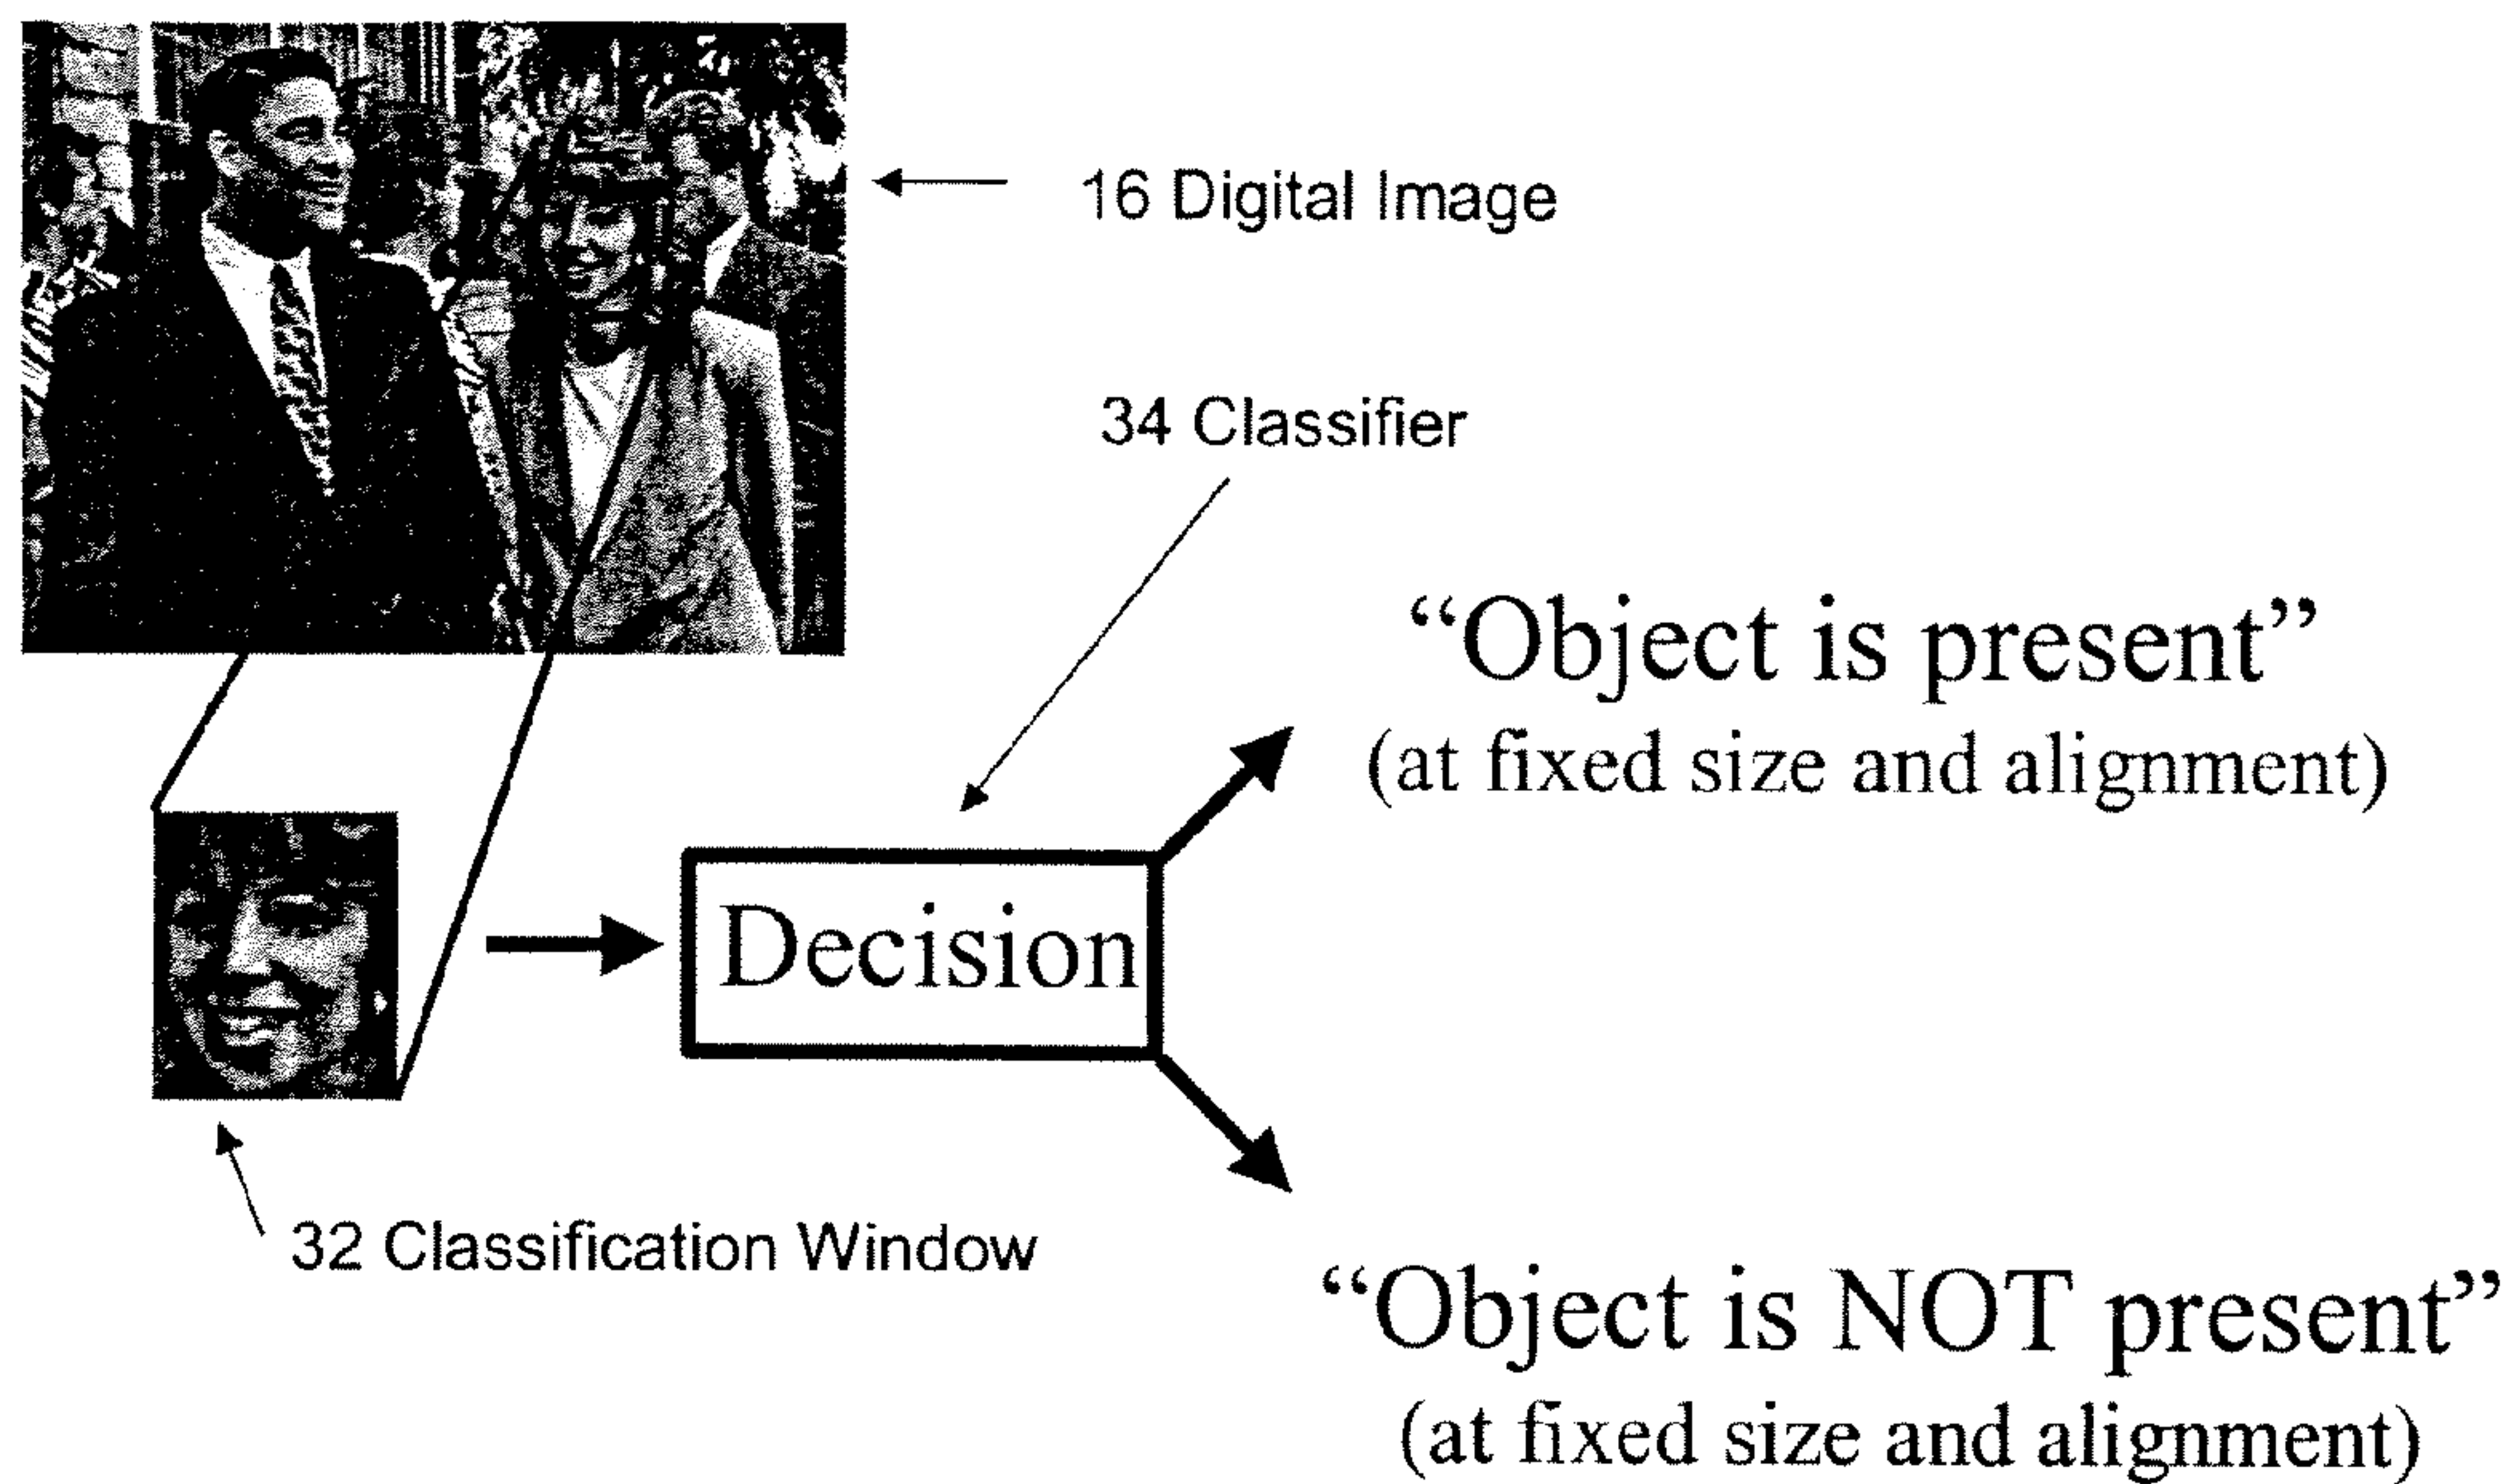 16 Digital Image
34 Classifier
“Object is present”
(at fixed size and alignment)
Decision
32 Classification Window
“Object is NOT present”
(at fixed size and alignment)